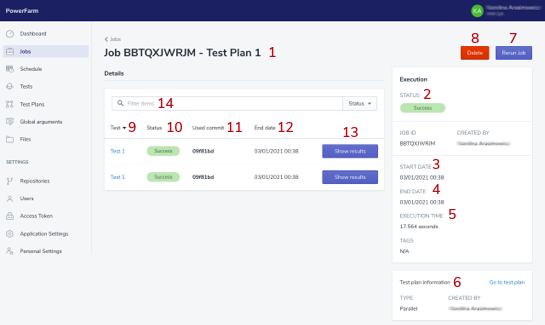 PowerFarm
KA
Dashboard
Jobs
Schedule
Tests
Test Plans
Global arguments
Files
SETTINGS
Repositories
Users
Access Token
Application Settings
Personal Settings
Jobs
Job BBTQXJWRJM - Test Plan 1 1
8
7
Delete
Rerun Job
Details
Filter items 14
Status
Test 9 Status 10 Used commit 11 End date 12 13
Test 1 Success 09f81bd 03/01/2021 00:38 Show results
Test 1 Success 09f81bd 03/01/2021 00:38 Show results
Execution
STATUS 2
Success
JOB ID CREATED BY
BBTQXJWRJM
START DATE 3
03/01/2021 00:38
END DATE 4
03/01/2021 00:38
EXECUTION TIME 5
17.564 seconds
TAGS
N/A
Test plan information 6 Go to test plan
TYPE CREATED BY
Parallel